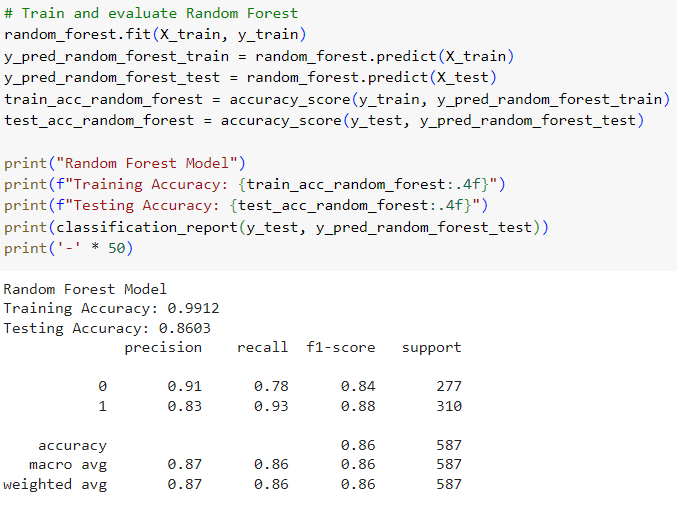 # Train and evaluate Random Forest
random_forest.fit(X_train, y_train)
y_pred_random_forest_train = random_forest.predict(X_train)
y_pred_random_forest_test = random_forest.predict(X_test)
train_acc_random_forest = accuracy_score(y_train, y_pred_random_forest_train)
test_acc_random_forest = accuracy_score(y_test, y_pred_random_forest_test)

print("Random Forest Model")
print(f"Training Accuracy: {train_acc_random_forest:.4f}")
print(f"Testing Accuracy: {test_acc_random_forest:.4f}")
print(classification_report(y_test, y_pred_random_forest_test))
print('-' * 50)

Random Forest Model
Training Accuracy: 0.9912
Testing Accuracy: 0.8603
              precision    recall  f1-score   support

           0       0.91      0.78      0.84       277
           1       0.83      0.93      0.88       310

    accuracy                           0.86       587
   macro avg       0.87      0.86      0.86       587
weighted avg       0.87      0.86      0.86       587